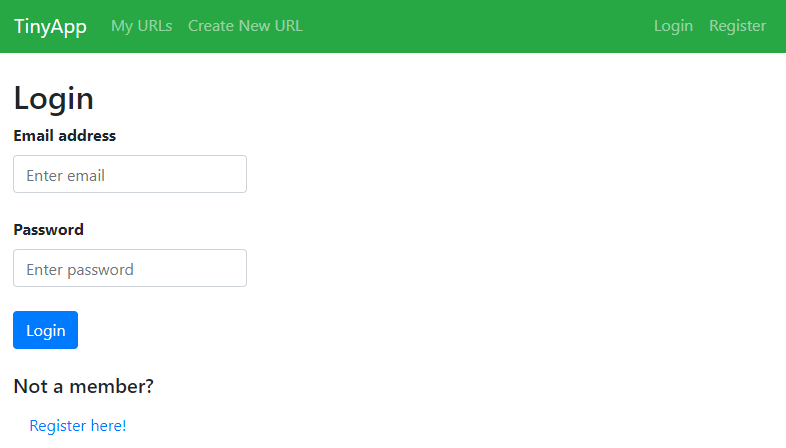 TinyApp My URLs Create New URL Login Register
Login
Email address
Enter email
Password
Enter password
Login
Not a member?
Register here!